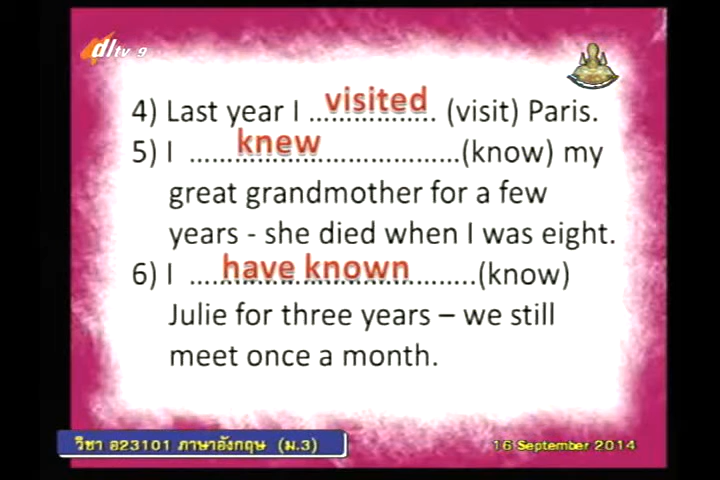 dltv 9
4) Last year I ....visited.... (visit) Paris.
5) I ....knew....(know) my
great grandmother for a few
years - she died when I was eight.
6) I ....have known....(know)
Julie for three years – we still
meet once a month.
วิชา อ23101 ภาษาอังกฤษ (ม.3)
16 September 2014